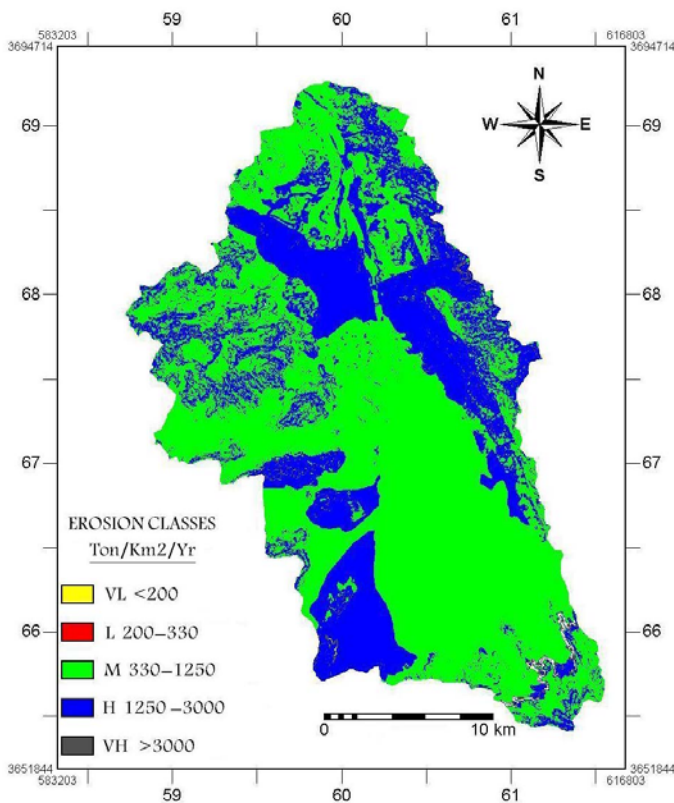 59 60 61
583203 616803
3694714 3694714
N
69 69
W E
S
68 68
67 67
EROSION CLASSES
Ton/Km2/Yr
VL <200
L 200–330
66 66
M 330–1250
H 1250–3000
0 10 km
VH >3000
3651844 3651844
583203 616803
59 60 61